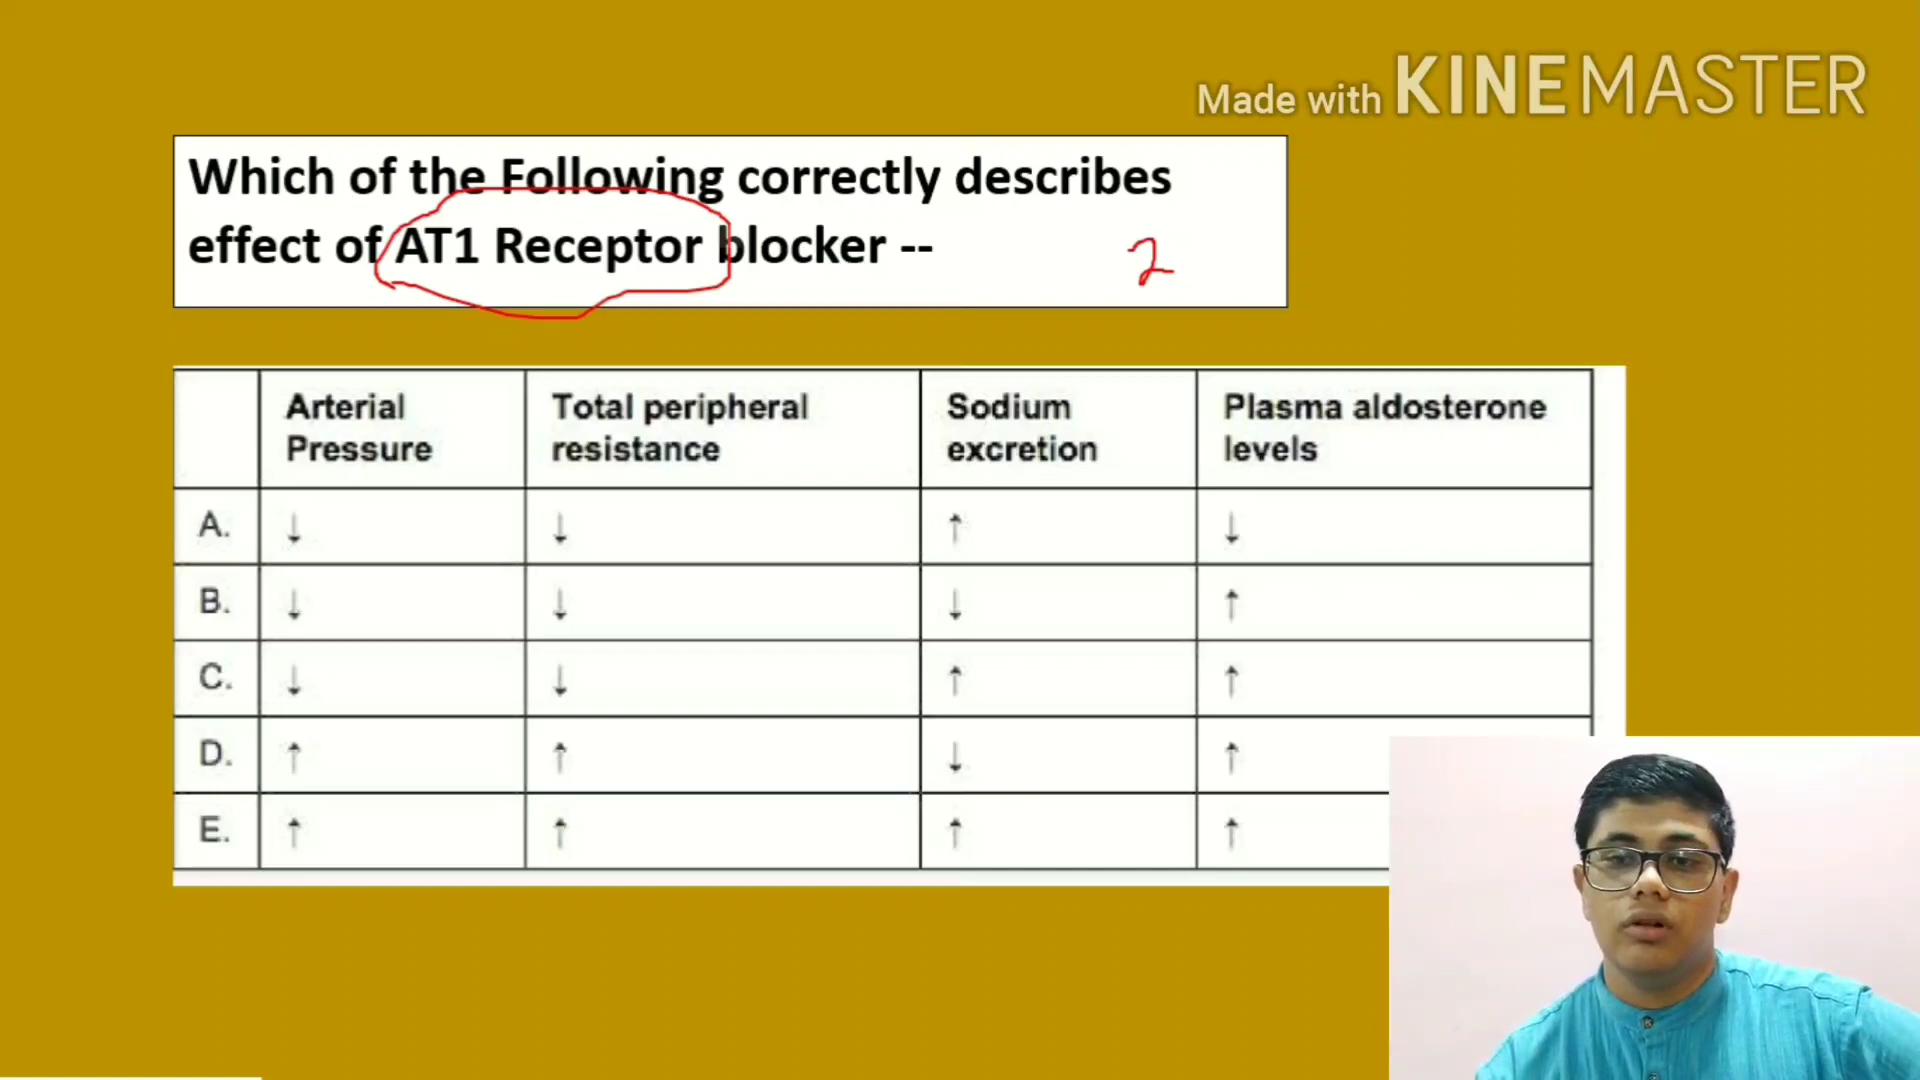 Made with KINEMASTER
Which of the Following correctly describes
effect of AT1 Receptor blocker --
2
Arterial Pressure Total peripheral resistance Sodium excretion Plasma aldosterone levels
A. ↓ ↓ ↑ ↓
B. ↓ ↓ ↓ ↑
C. ↓ ↓ ↑ ↑
D. ↑ ↑ ↓ ↑
E. ↑ ↑ ↑ ↑